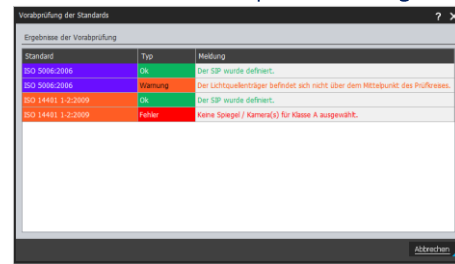 Vorabprüfung der Standards ? X
Ergebnisse der Vorabprüfung
Standard Typ Meldung
ISO 5006:2006 Ok Der SIP wurde definiert.
ISO 5006:2006 Warnung Der Lichtquellenträger befindet sich nicht über dem Mittelpunkt des Prüfkreises.
ISO 14401 1-2:2009 Ok Der SIP wurde definiert.
ISO 14401 1-2:2009 Fehler Keine Spiegel / Kamera(s) für Klasse A ausgewählt.
Abbrechen